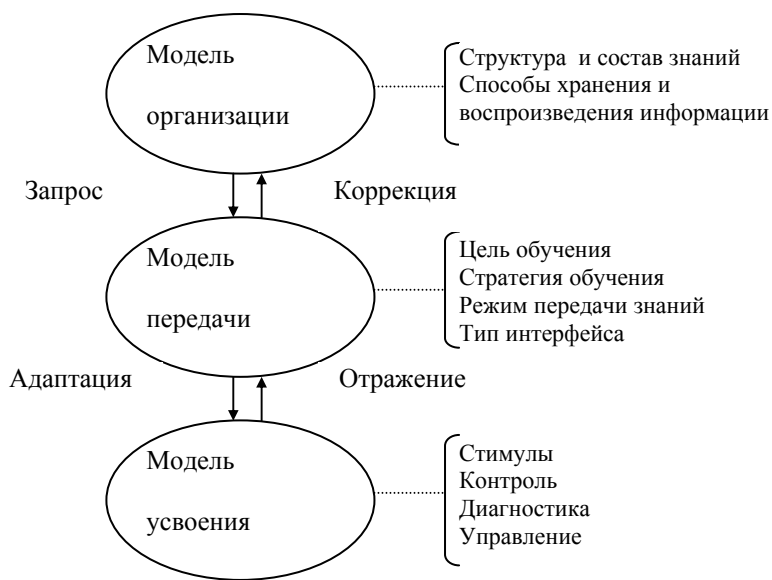 Модель
организации
Структура и состав знаний
Способы хранения и
воспроизведения информации
Запрос
Коррекция
Модель
передачи
Цель обучения
Стратегия обучения
Режим передачи знаний
Тип интерфейса
Адаптация
Отражение
Модель
усвоения
Стимулы
Контроль
Диагностика
Управление